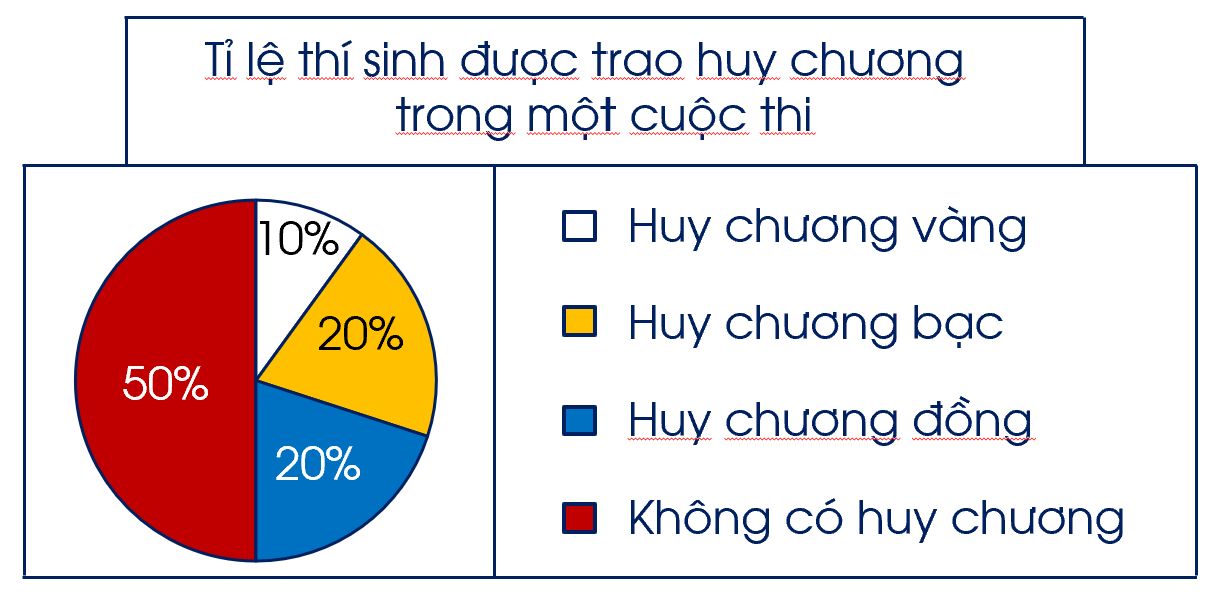 Tỉ lệ thí sinh được trao huy chương
trong một cuộc thi
10%
20%
50%
20%
Huy chương vàng
Huy chương bạc
Huy chương đồng
Không có huy chương